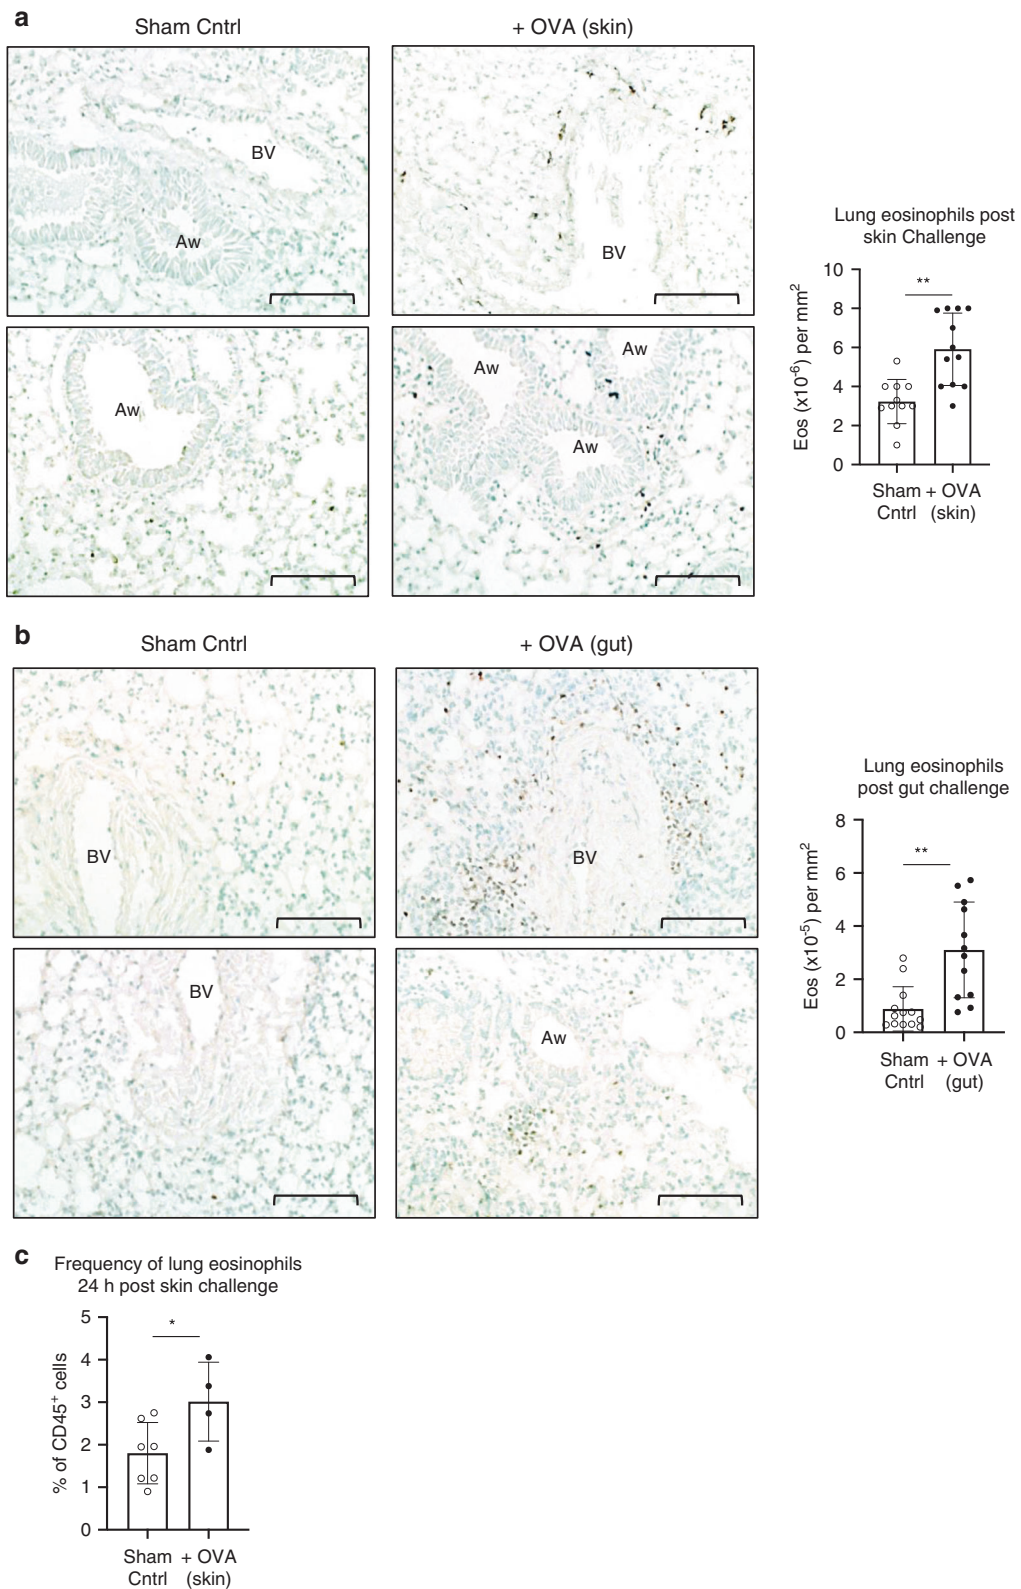 a
Sham Cntrl
+ OVA (skin)
BV
Aw
BV
Aw
Aw
Aw
Aw
Lung eosinophils post
skin Challenge
Eos (x10⁻⁶) per mm²
10
8
6
4
2
0
**
Sham + OVA
Cntrl (skin)
b
Sham Cntrl
+ OVA (gut)
BV
BV
BV
Aw
Lung eosinophils
post gut challenge
Eos (x10⁻⁵) per mm²
8
6
4
2
0
**
Sham + OVA
Cntrl (gut)
c
Frequency of lung eosinophils
24 h post skin challenge
% of CD45⁺ cells
5
4
3
2
1
0
*
Sham + OVA
Cntrl (skin)